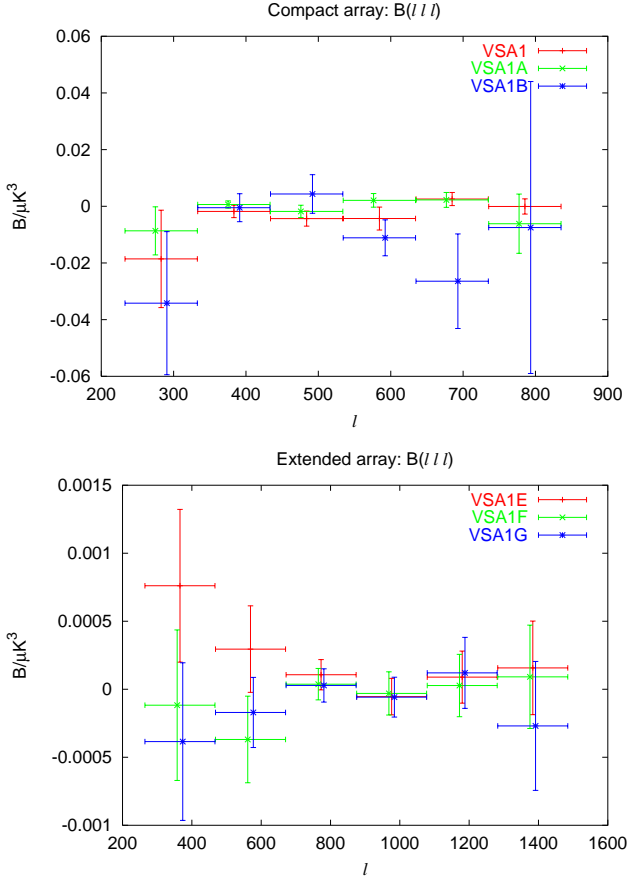 Compact array: B(l l l)
0.06
0.04
0.02
0
-0.02
-0.04
-0.06
B/μK³
VSA1
VSA1A
VSA1B
200 300 400 500 600 700 800 900
l
Extended array: B(l l l)
0.0015
0.001
0.0005
0
-0.0005
-0.001
B/μK³
VSA1E
VSA1F
VSA1G
200 400 600 800 1000 1200 1400 1600
l